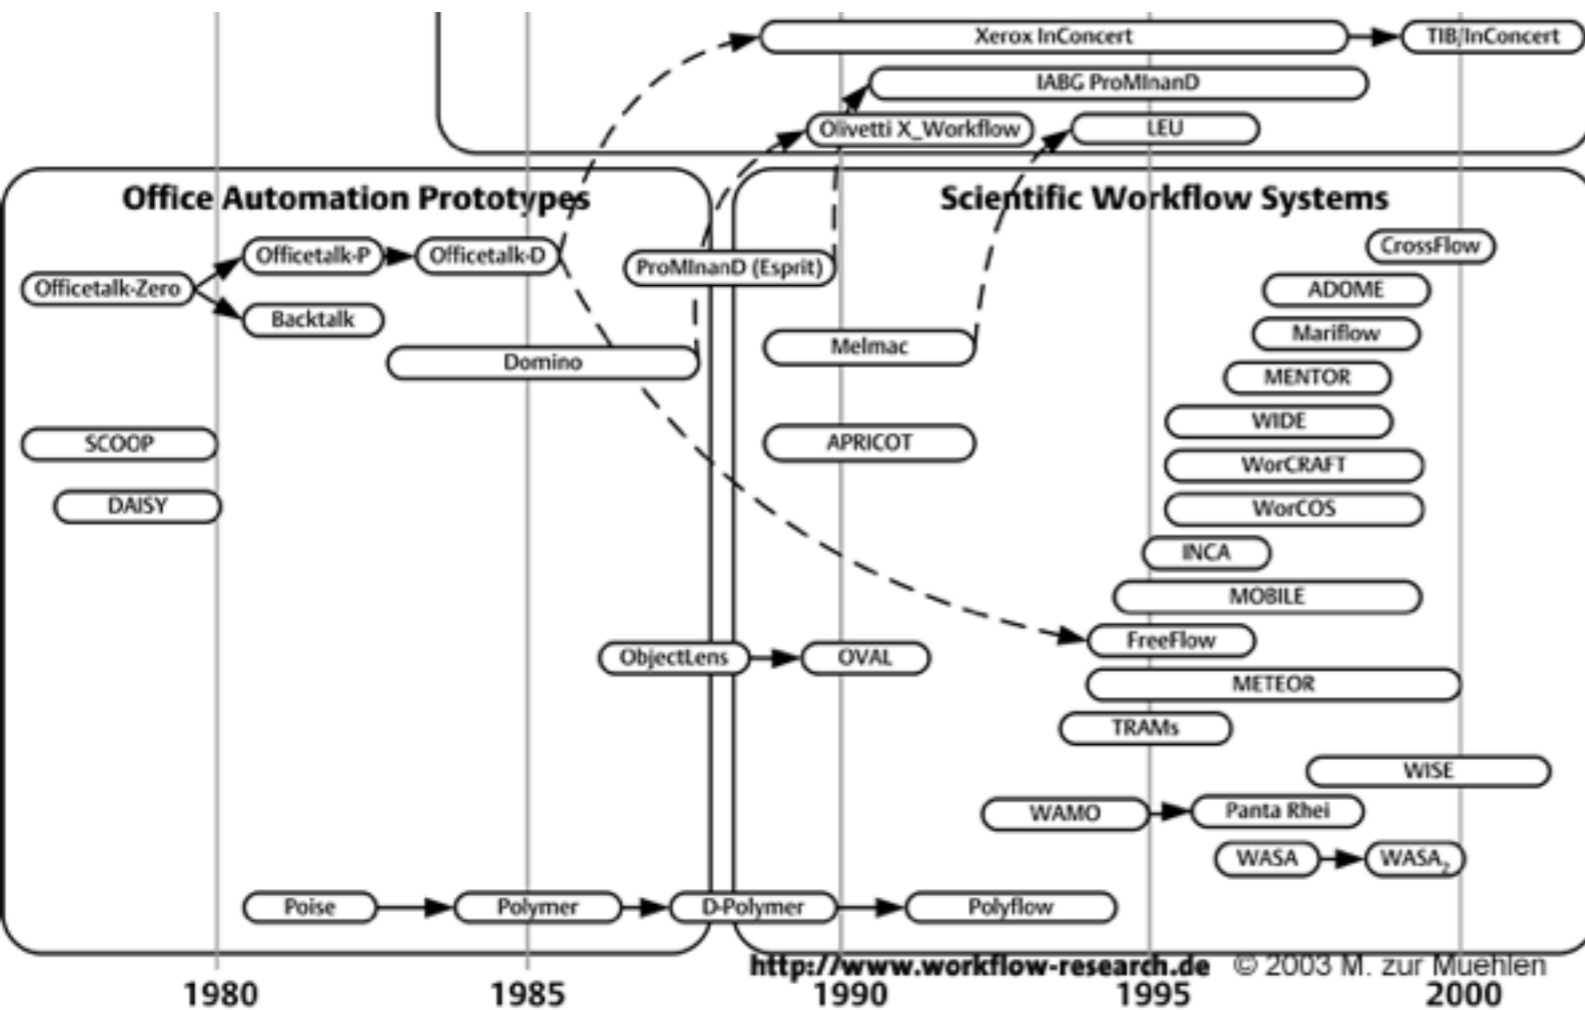 Xerox InConcert
TIB/InConcert
IABG ProMInanD
Olivetti X_Workflow
LEU
Office Automation Prototypes
Scientific Workflow Systems
Officetalk-Zero
Officetalk-P
Officetalk-D
Backtalk
ProMInanD (Esprit)
Domino
SCOOP
DAISY
ObjectLens
Poise
Polymer
D-Polymer
Melmac
APRICOT
OVAL
Polyflow
CrossFlow
ADOME
Mariflow
MENTOR
WIDE
WorCRAFT
WorCOS
INCA
MOBILE
FreeFlow
METEOR
TRAMs
WISE
WAMO
Panta Rhei
WASA
WASA2
http://www.workflow-research.de © 2003 M. zur Muehlen
1980 1985 1990 1995 2000